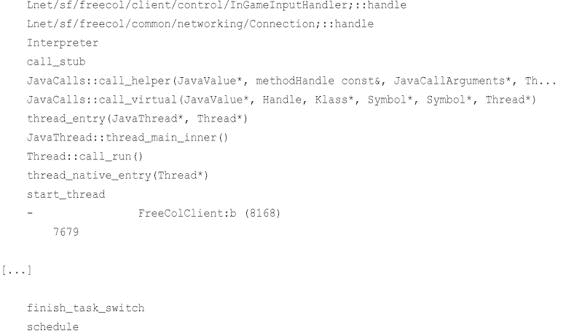 Lnet/sf/freecol/client/control/InGameInputHandler;::handle
Lnet/sf/freecol/common/networking/Connection;::handle
Interpreter
call_stub
JavaCalls::call_helper(JavaValue*, methodHandle const&, JavaCallArguments*, Th...
JavaCalls::call_virtual(JavaValue*, Handle, Klass*, Symbol*, Symbol*, Thread*)
thread_entry(JavaThread*, Thread*)
JavaThread::thread_main_inner()
Thread::call_run()
thread_native_entry(Thread*)
start_thread
- FreeColClient:b (8168)
7679
[...]
finish_task_switch
schedule